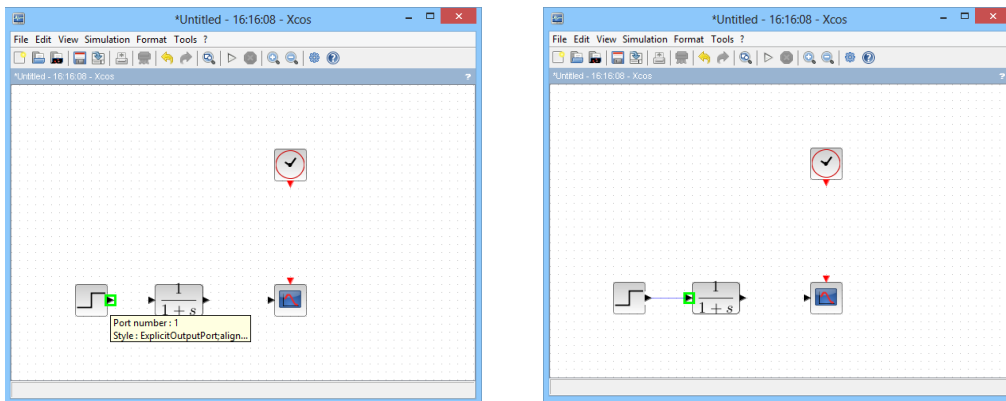 *Untitled - 16:16:08 - Xcos
File Edit View Simulation Format Tools ?
*Untitled - 16:16:08 - Xcos ?
1
1 + s
Port number : 1
Style : ExplicitOutputPort;align...
*Untitled - 16:16:08 - Xcos
File Edit View Simulation Format Tools ?
*Untitled - 16:16:08 - Xcos ?
1
1 + s